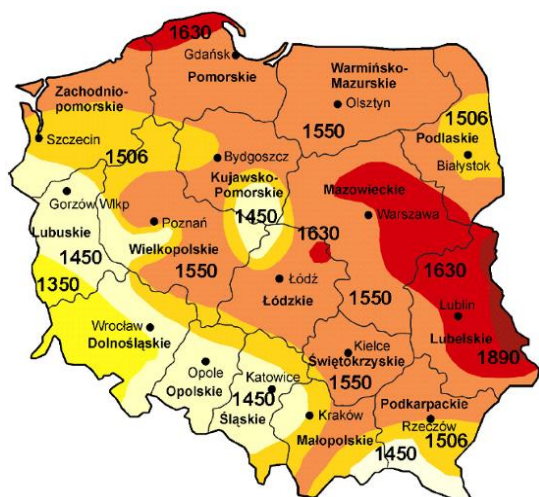 1630
Gdańsk
Pomorskie
Zachodnio-
pomorskie
Warmińsko-
Mazurskie
Olsztyn
1550
Szczecin
1506
Bydgoszcz
Kujawsko-
Pomorskie
1450
1506
Podlaskie
Białystok
Mazowieckie
Warszawa
Gorzów Wlkp
Lubuskie
1450
1350
Poznań
Wielkopolskie
1550
1630
Łódź
Łódzkie
1550
1630
Lublin
Lubelskie
1890
Wrocław
Dolnośląskie
Opole
Opolskie
Katowice
1450
Śląskie
Kielce
Świętokrzyskie
1550
Kraków
Małopolskie
Podkarpackie
Rzeczów
1506
1450